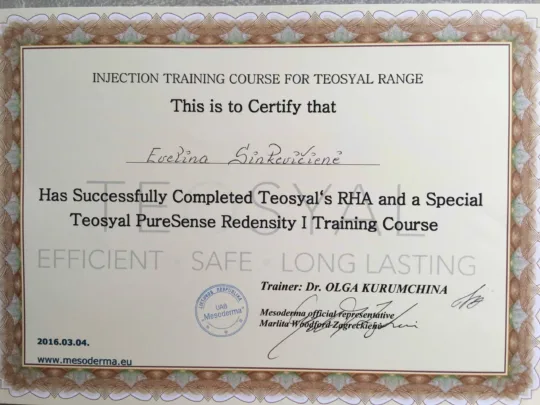 INJECTION TRAINING COURSE FOR TEOSYAL RANGE
This is to Certify that
Evelina Sinkevičienė
Has Successfully Completed Teosyal's RHA and a Special
Teosyal PureSense Redensity I Training Course
TEOSYAL
EFFICIENT · SAFE · LONG LASTING
Trainer: Dr. OLGA KURUMCHINA
Mesoderma official representative
Marlita Woodford-Zagreckienė
UAB
"Mesoderma"
2016.03.04.
www.mesoderma.eu